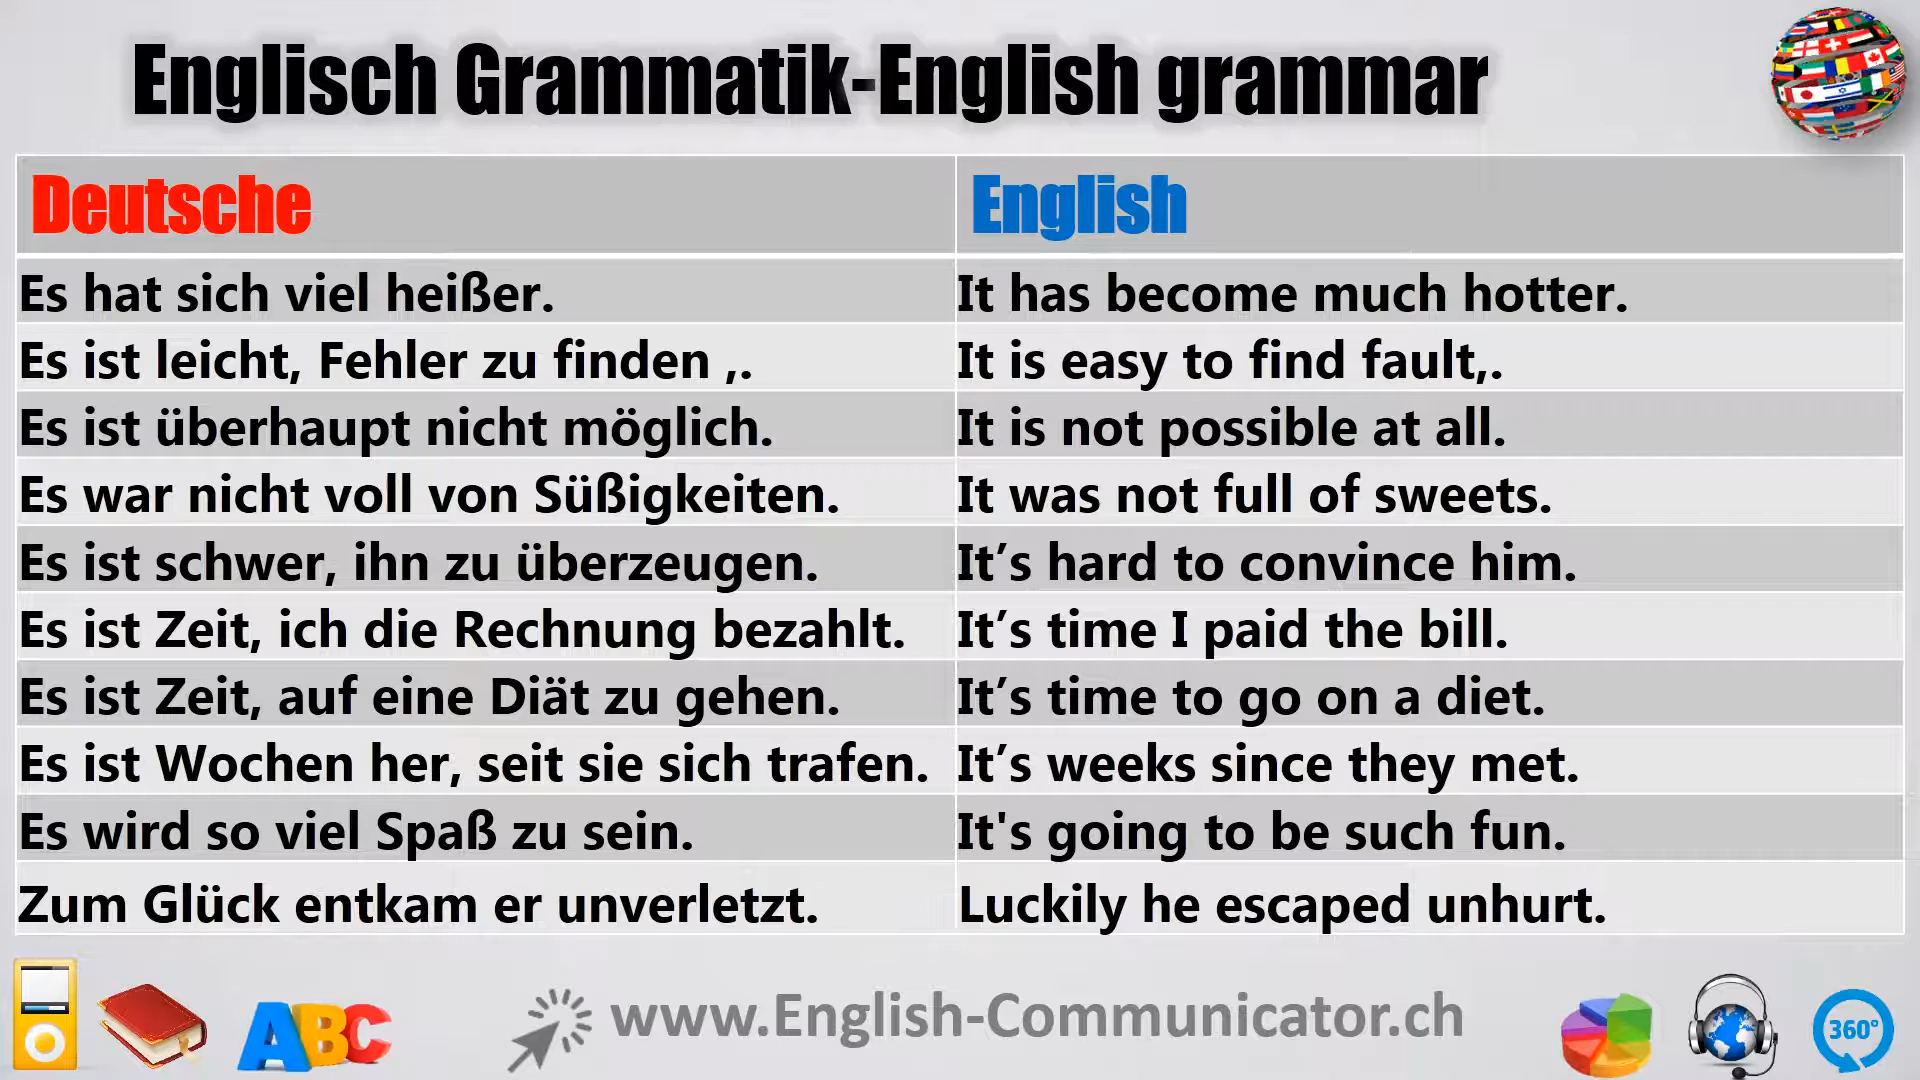 Englisch Grammatik-English grammar
Deutsche English
Es hat sich viel heißer. It has become much hotter.
Es ist leicht, Fehler zu finden ,. It is easy to find fault,.
Es ist überhaupt nicht möglich. It is not possible at all.
Es war nicht voll von Süßigkeiten. It was not full of sweets.
Es ist schwer, ihn zu überzeugen. It’s hard to convince him.
Es ist Zeit, ich die Rechnung bezahlt. It’s time I paid the bill.
Es ist Zeit, auf eine Diät zu gehen. It’s time to go on a diet.
Es ist Wochen her, seit sie sich trafen. It’s weeks since they met.
Es wird so viel Spaß zu sein. It's going to be such fun.
Zum Glück entkam er unverletzt. Luckily he escaped unhurt.
ABC www.English-Communicator.ch 360°